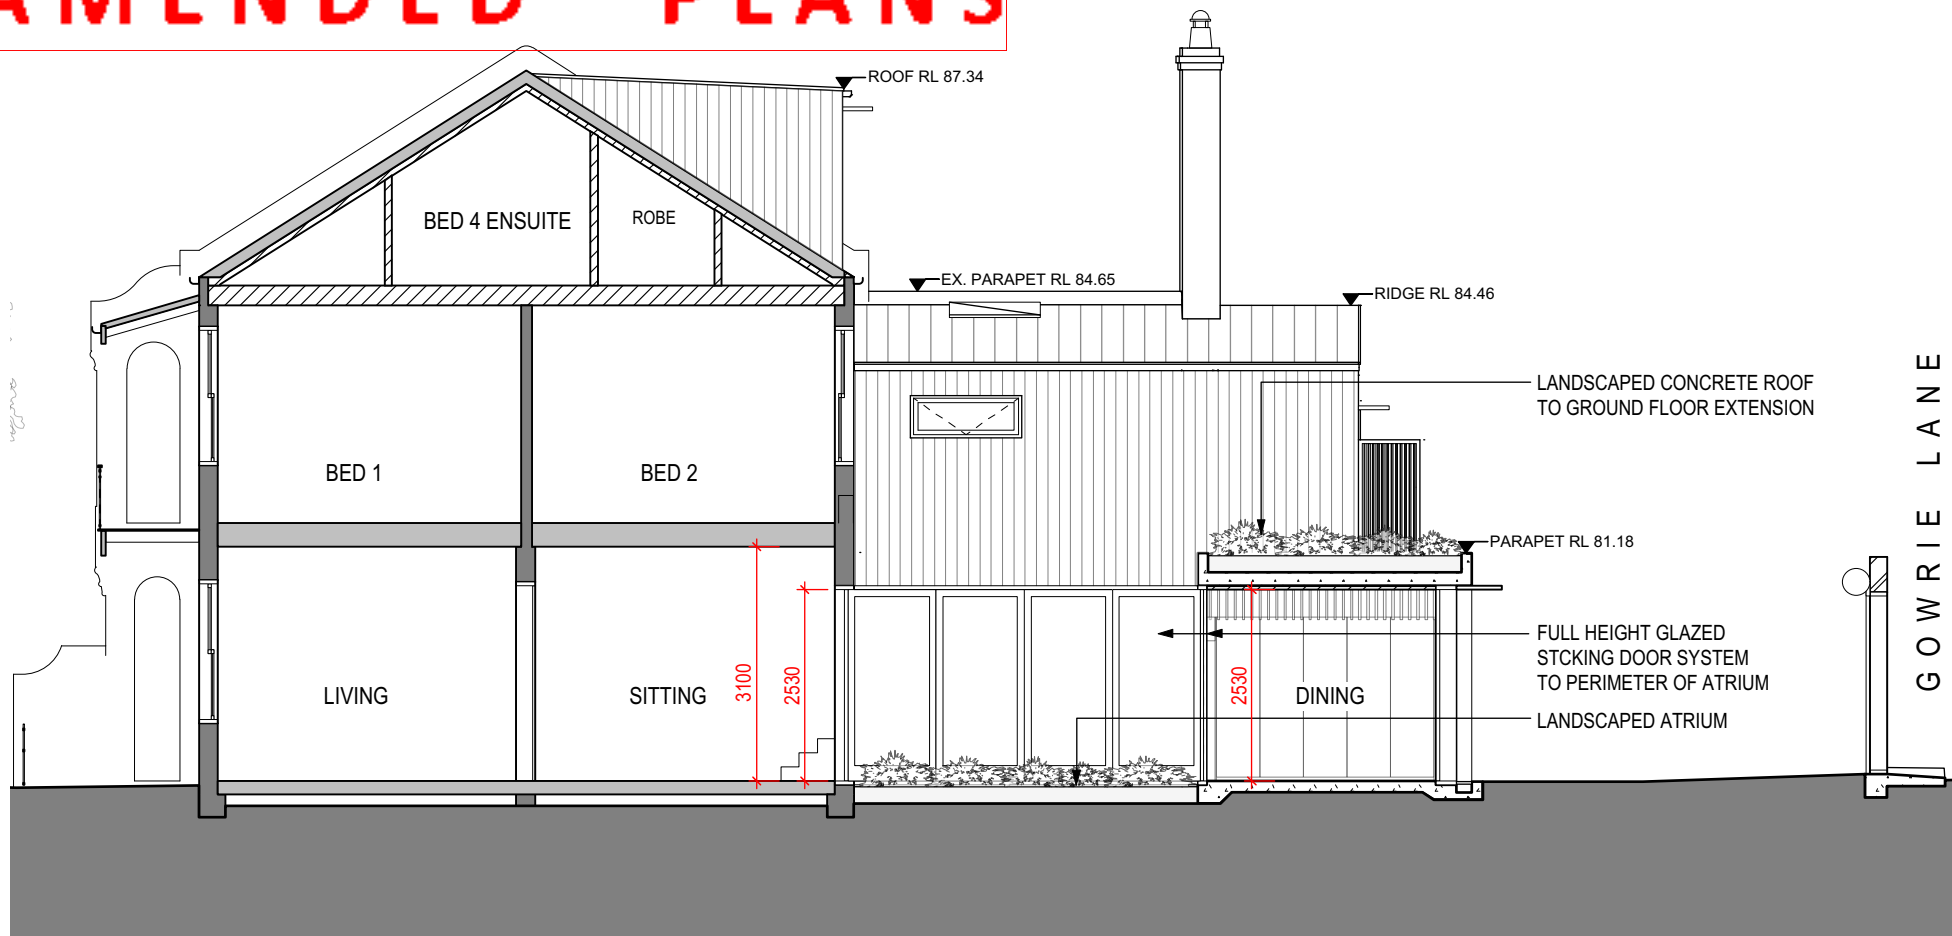 AMENDED PLANS
ROOF RL 87.34
BED 4 ENSUITE
ROBE
EX. PARAPET RL 84.65
RIDGE RL 84.46
LANDSCAPED CONCRETE ROOF
TO GROUND FLOOR EXTENSION
BED 1
BED 2
PARAPET RL 81.18
FULL HEIGHT GLAZED
STCKING DOOR SYSTEM
TO PERIMETER OF ATRIUM
LIVING
SITTING
3100
2530
2530
DINING
LANDSCAPED ATRIUM
GOWRIE LANE